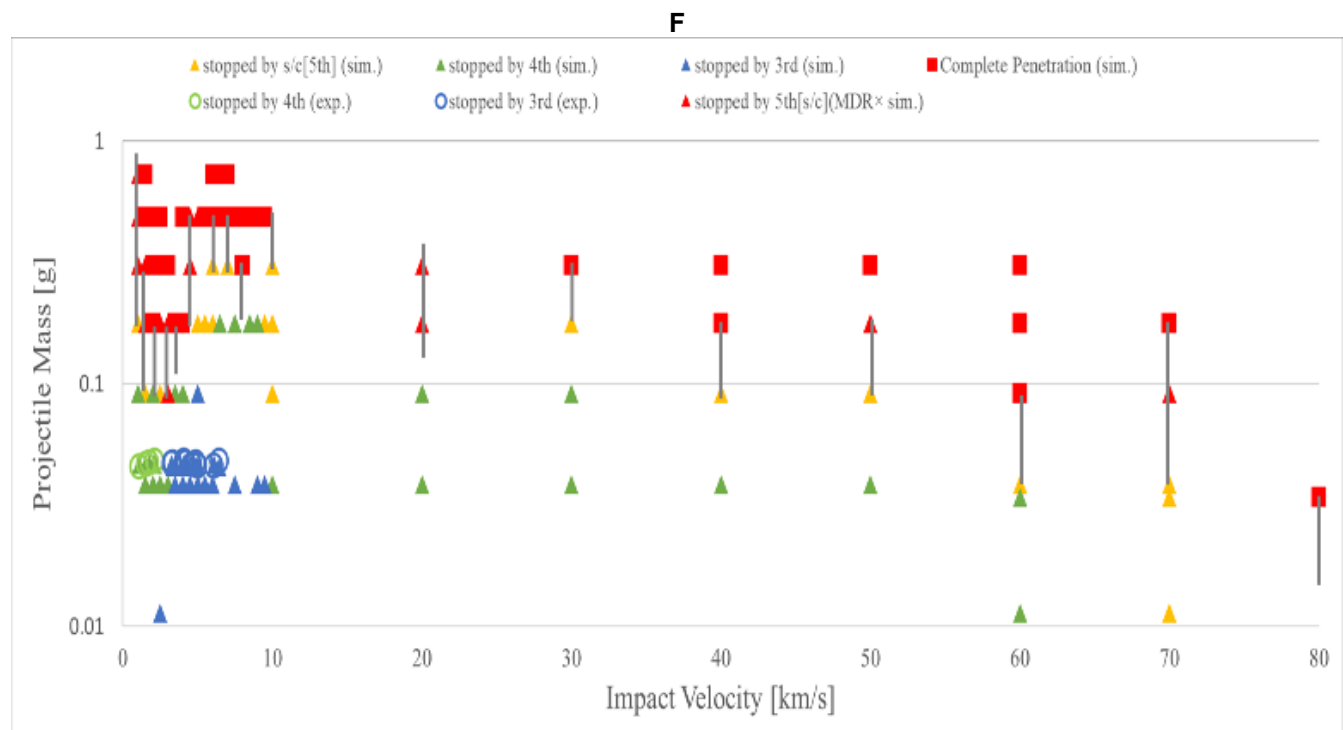 F
stopped by s/c[5th] (sim.) stopped by 4th (sim.) stopped by 3rd (sim.) Complete Penetration (sim.)
stopped by 4th (exp.) stopped by 3rd (exp.) stopped by 5th[s/c](MDR× sim.)
1
0.1
0.01
Projectile Mass [g]
0 10 20 30 40 50 60 70 80
Impact Velocity [km/s]